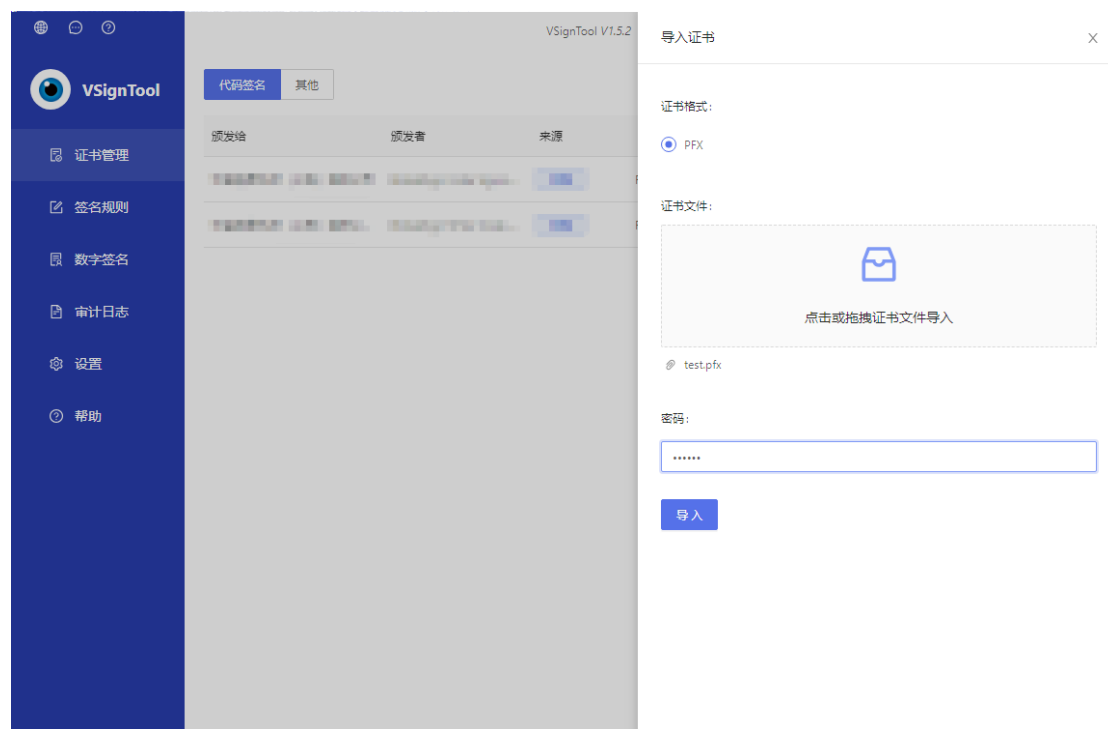 VSignTool V1.5.2
VSignTool
证书管理
签名规则
数字签名
审计日志
设置
帮助
代码签名
其他
颁发给 颁发者 来源
导入证书
证书格式:
PFX
证书文件:
点击或拖拽证书文件导入
test.pfx
密码:
••••••
导入